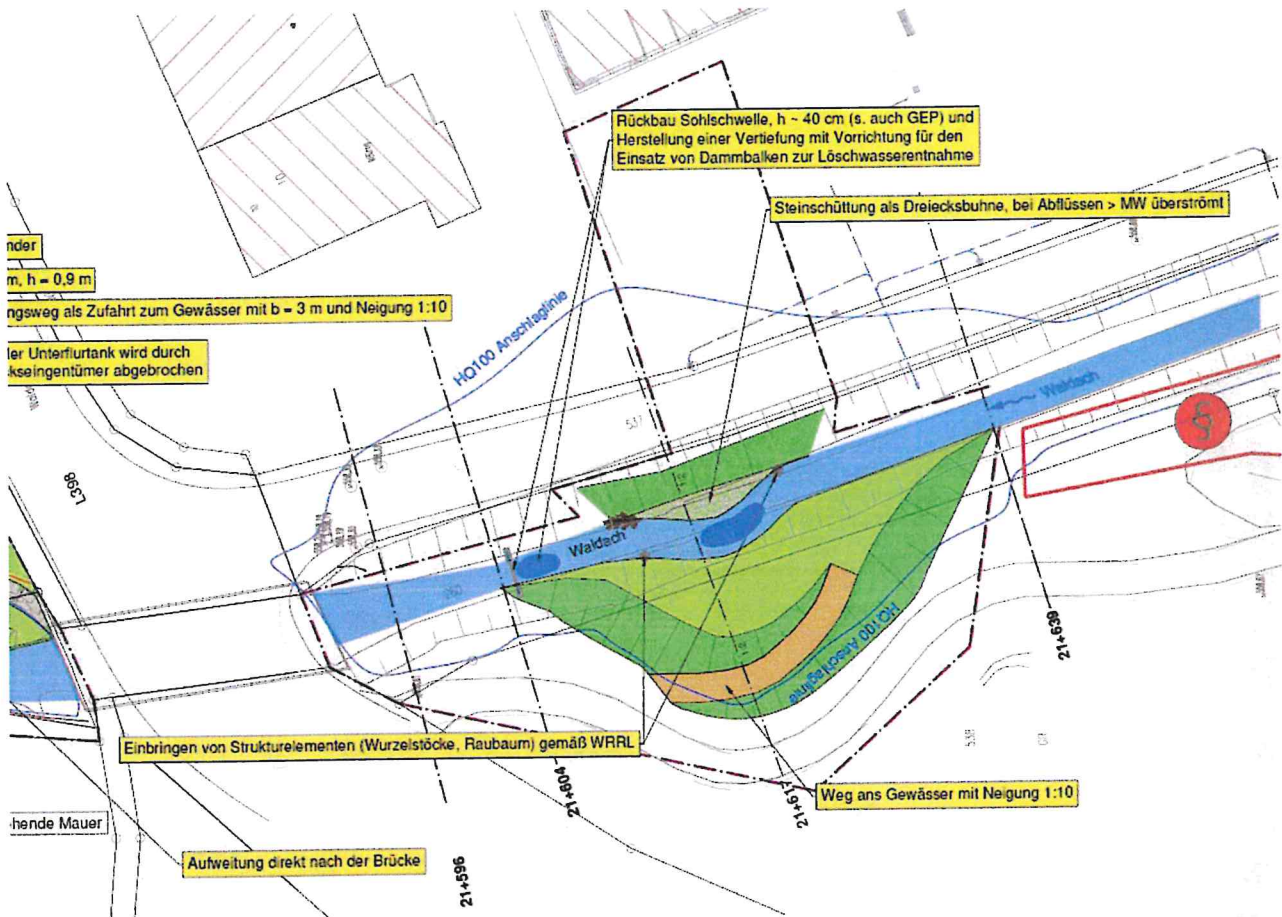 Rückbau Sohlschwelle, h ~ 40 cm (s. auch GEP) und
Herstellung einer Vertiefung mit Vorrichtung für den
Einsatz von Dammbalken zur Löschwasserentnahme
Steinschüttung als Dreiecksbuhne, bei Abflüssen > MW überströmt
nder
m, h = 0,9 m
ngsweg als Zufahrt zum Gewässer mit b = 3 m und Neigung 1:10
ler Unterflurtank wird durch
kseingentümer abgebrochen
HQ100 Anschlaglinie
10
537
L398
Waldach
Waldach
§
HQ100 Anschlaglinie
21+639
538
Einbringen von Strukturelementen (Wurzelstöcke, Raubaum) gemäß WRRL
21+604
21+617
Weg ans Gewässer mit Neigung 1:10
hende Mauer
Aufweitung direkt nach der Brücke
21+596